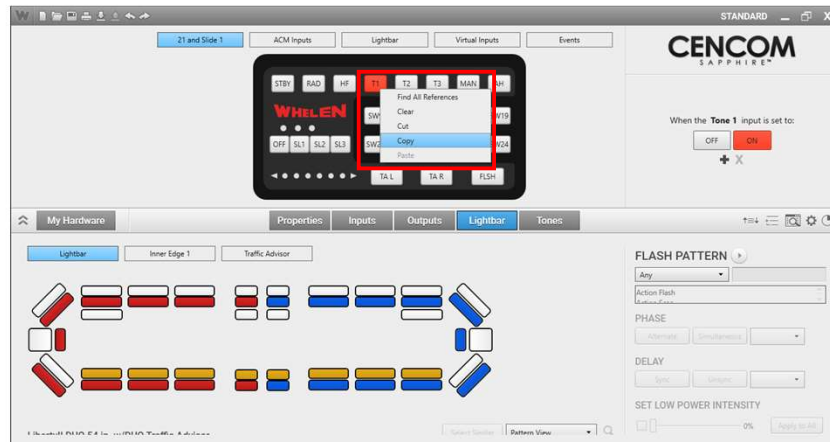 STANDARD
21 and Slide 1 ACM Inputs Lightbar Virtual Inputs Events
CENCOM
SAPPHIRE™
STBY RAD HF T1 T2 T3 MAN
Find All References
WHELEN
Clear
Cut
OFF SL1 SL2 SL3 Copy
Paste
TA L TA R FLSH
When the Tone 1 input is set to:
OFF ON
My Hardware Properties Inputs Outputs Lightbar Tones
Lightbar Inner Edge 1 Traffic Advisor
FLASH PATTERN
Any
Action Flash
PHASE
Alternate Simultaneous
DELAY
Sync Unsync
SET LOW POWER INTENSITY
0% Apply to All
Pattern View